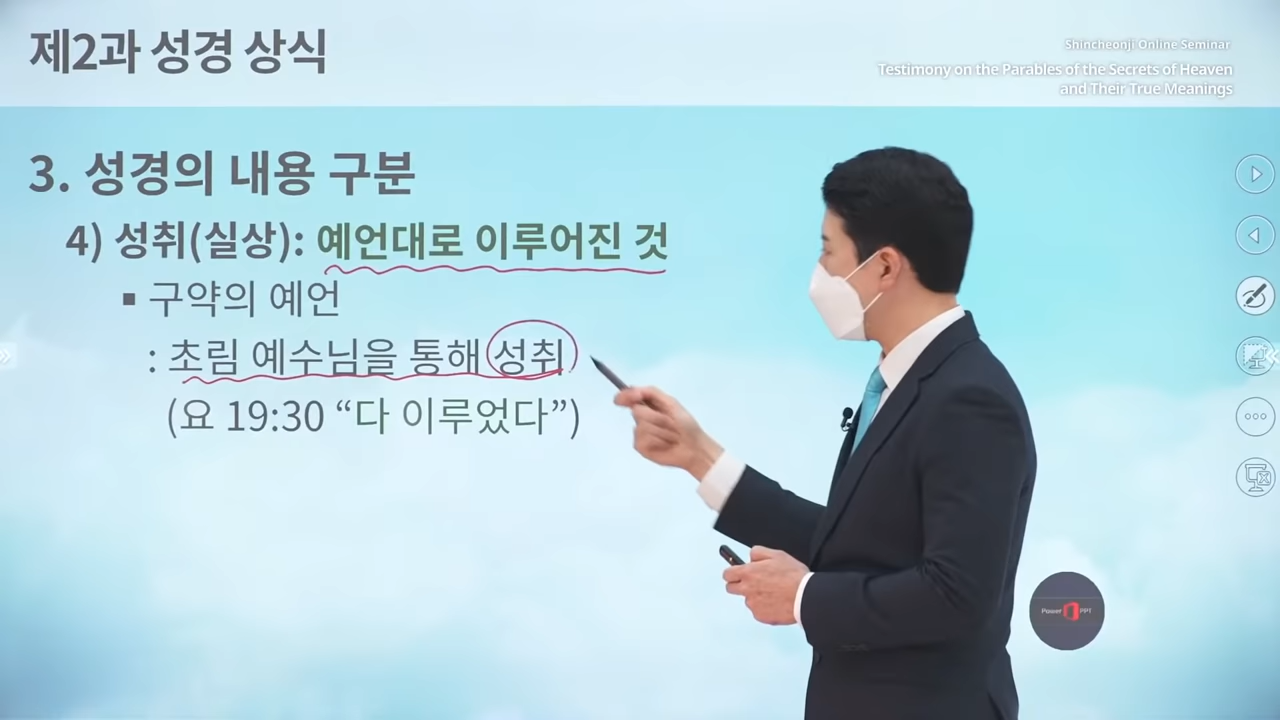 제2과 성경 상식
Shincheonji Online Seminar
Testimony on the Parables of the Secrets of Heaven
and Their True Meanings
3. 성경의 내용 구분
4) 성취(실상): 예언대로 이루어진 것
▪ 구약의 예언
: 초림 예수님을 통해 성취
(요 19:30 “다 이루었다”)
Power PPT